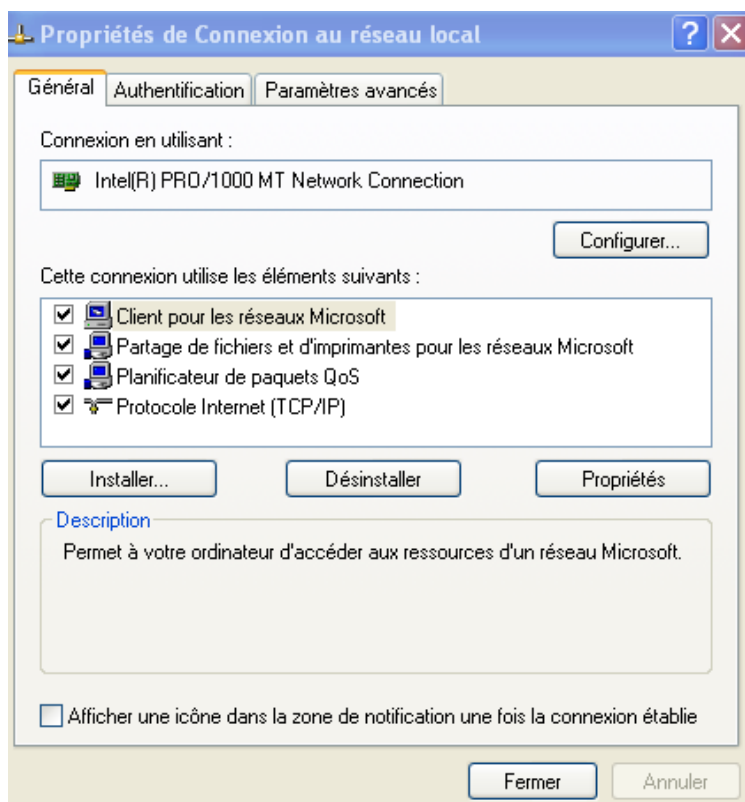 Propriétés de Connexion au réseau local
Général Authentification Paramètres avancés
Connexion en utilisant :
Intel(R) PRO/1000 MT Network Connection
Configurer...
Cette connexion utilise les éléments suivants :
Client pour les réseaux Microsoft
Partage de fichiers et d'imprimantes pour les réseaux Microsoft
Planificateur de paquets QoS
Protocole Internet (TCP/IP)
Installer... Désinstaller Propriétés
Description
Permet à votre ordinateur d'accéder aux ressources d'un réseau Microsoft.
Afficher une icône dans la zone de notification une fois la connexion établie
Fermer Annuler